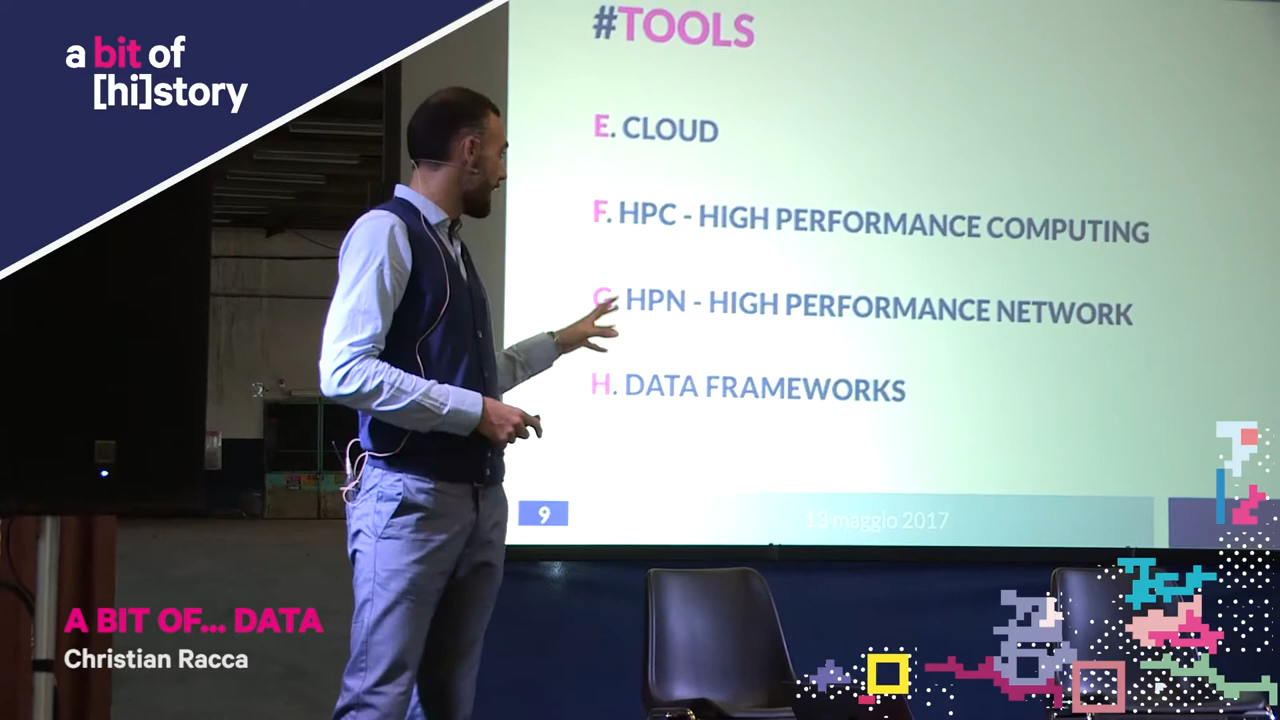 a bit of
[hi]story
#TOOLS
E. CLOUD
F. HPC - HIGH PERFORMANCE COMPUTING
G. HPN - HIGH PERFORMANCE NETWORK
H. DATA FRAMEWORKS
9
13 maggio 2017
A BIT OF... DATA
Christian Racca